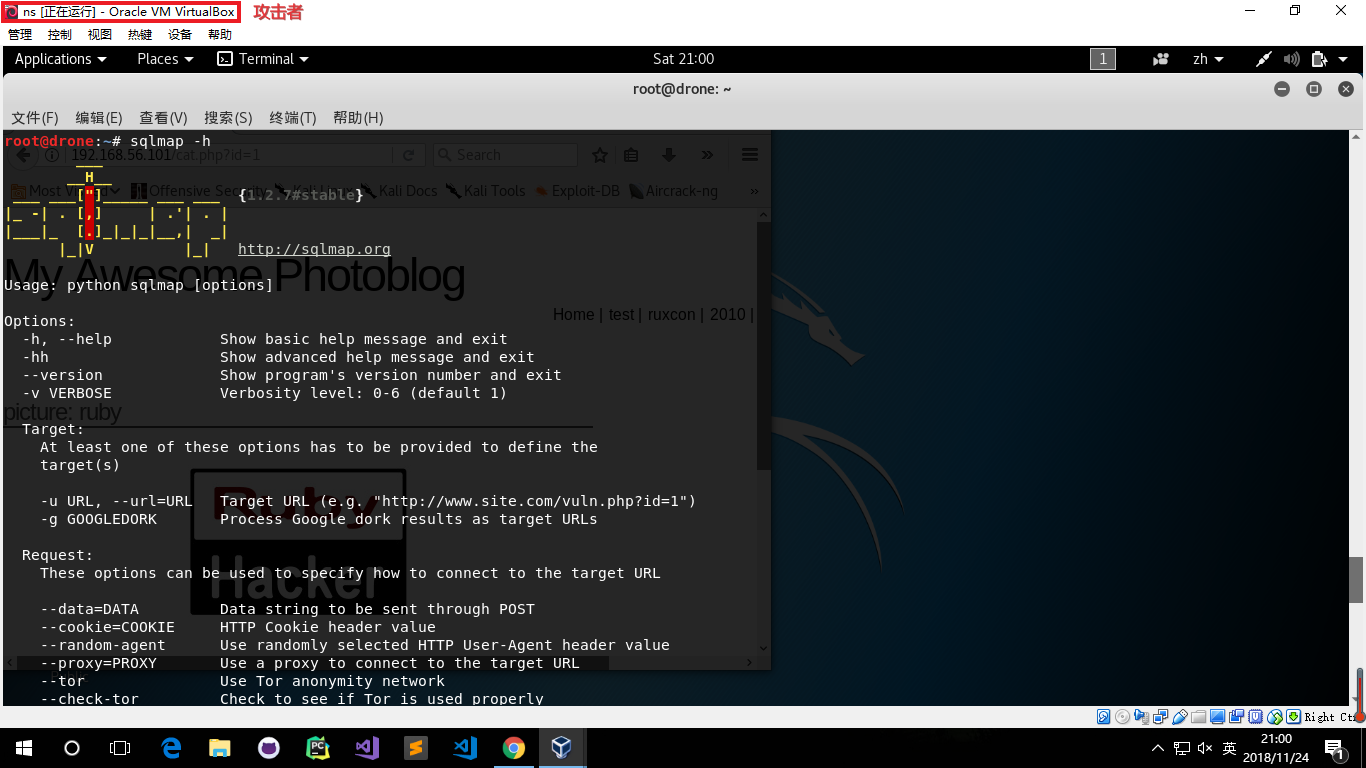 ns [正在运行] - Oracle VM VirtualBox 攻击者
管理 控制 视图 热键 设备 帮助
Applications Places Terminal Sat 21:00 1 zh
root@drone: ~
文件(F) 编辑(E) 查看(V) 搜索(S) 终端(T) 帮助(H)
root@drone:~# sqlmap -h
192.168.56.101/cat.php?id=1 Search
Most Visited Offensive Security Kali Linux Kali Docs Kali Tools Exploit-DB Aircrack-ng »
        ___
       __H__
 ___ ___["]_____ ___ ___  {1.2.7#stable}
|_ -| . [,]     | .'| . |
|___|_  [.]_|_|_|__,|  _|
      |_|V          |_|   http://sqlmap.org
My Awesome Photoblog
Usage: python sqlmap [options]
Home | test | ruxcon | 2010 |
Options:
-h, --help Show basic help message and exit
-hh Show advanced help message and exit
--version Show program's version number and exit
-v VERBOSE Verbosity level: 0-6 (default 1)
picture: ruby
Target:
At least one of these options has to be provided to define the
target(s)
-u URL, --url=URL Target URL (e.g. "http://www.site.com/vuln.php?id=1")
-g GOOGLEDORK Process Google dork results as target URLs
Ruby
Request:
Hacker
These options can be used to specify how to connect to the target URL
--data=DATA Data string to be sent through POST
--cookie=COOKIE HTTP Cookie header value
--random-agent Use randomly selected HTTP User-Agent header value
--proxy=PROXY Use a proxy to connect to the target URL
--tor Use Tor anonymity network
--check-tor Check to see if Tor is used properly
Right Ct
英 21:00
2018/11/24 1